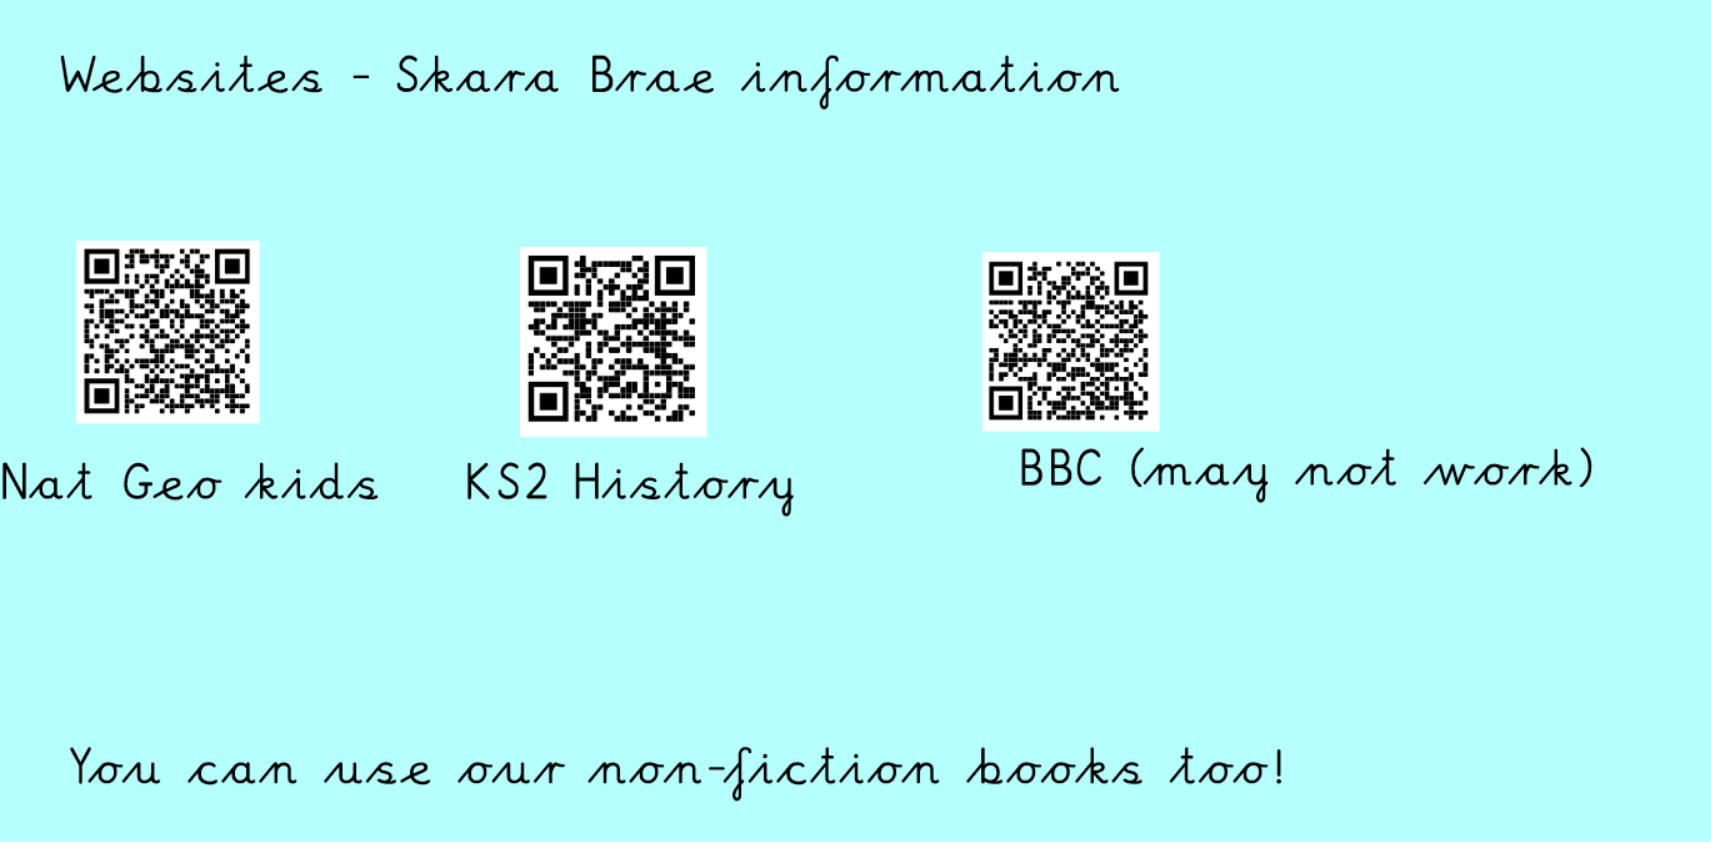 Websites - Skara Brae information
Nat Geo kids
KS2 History
BBC (may not work)
You can use our non-fiction books too!